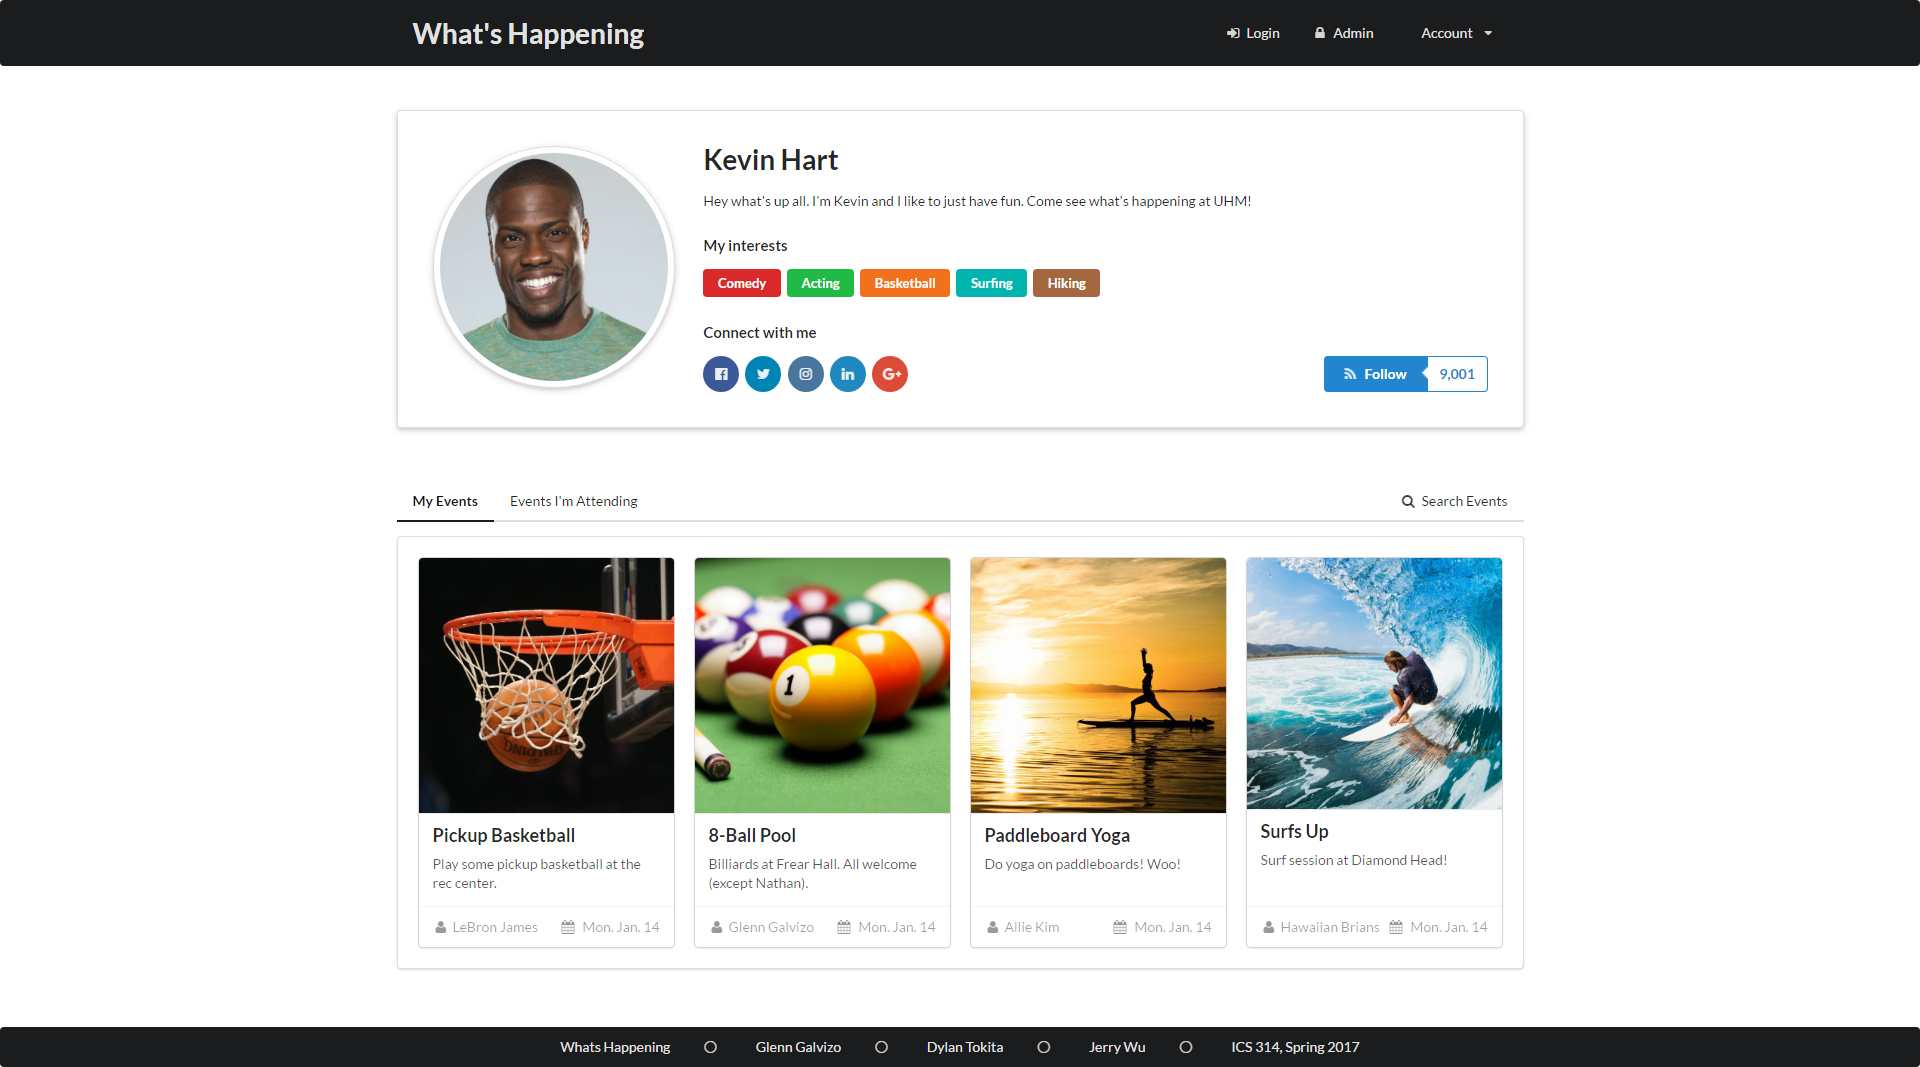 What's Happening
Login
Admin
Account
Kevin Hart
Hey what's up all. I'm Kevin and I like to just have fun. Come see what's happening at UHM!
My interests
Comedy
Acting
Basketball
Surfing
Hiking
Connect with me
Follow
9,001
My Events
Events I'm Attending
Search Events
SPALDING
1
Pickup Basketball
Play some pickup basketball at the
rec center.
LeBron James
Mon. Jan. 14
8-Ball Pool
Billiards at Frear Hall. All welcome
(except Nathan).
Glenn Galvizo
Mon. Jan. 14
Paddleboard Yoga
Do yoga on paddleboards! Woo!
Allie Kim
Mon. Jan. 14
Surfs Up
Surf session at Diamond Head!
Hawaiian Brians
Mon. Jan. 14
Whats Happening
Glenn Galvizo
Dylan Tokita
Jerry Wu
ICS 314, Spring 2017